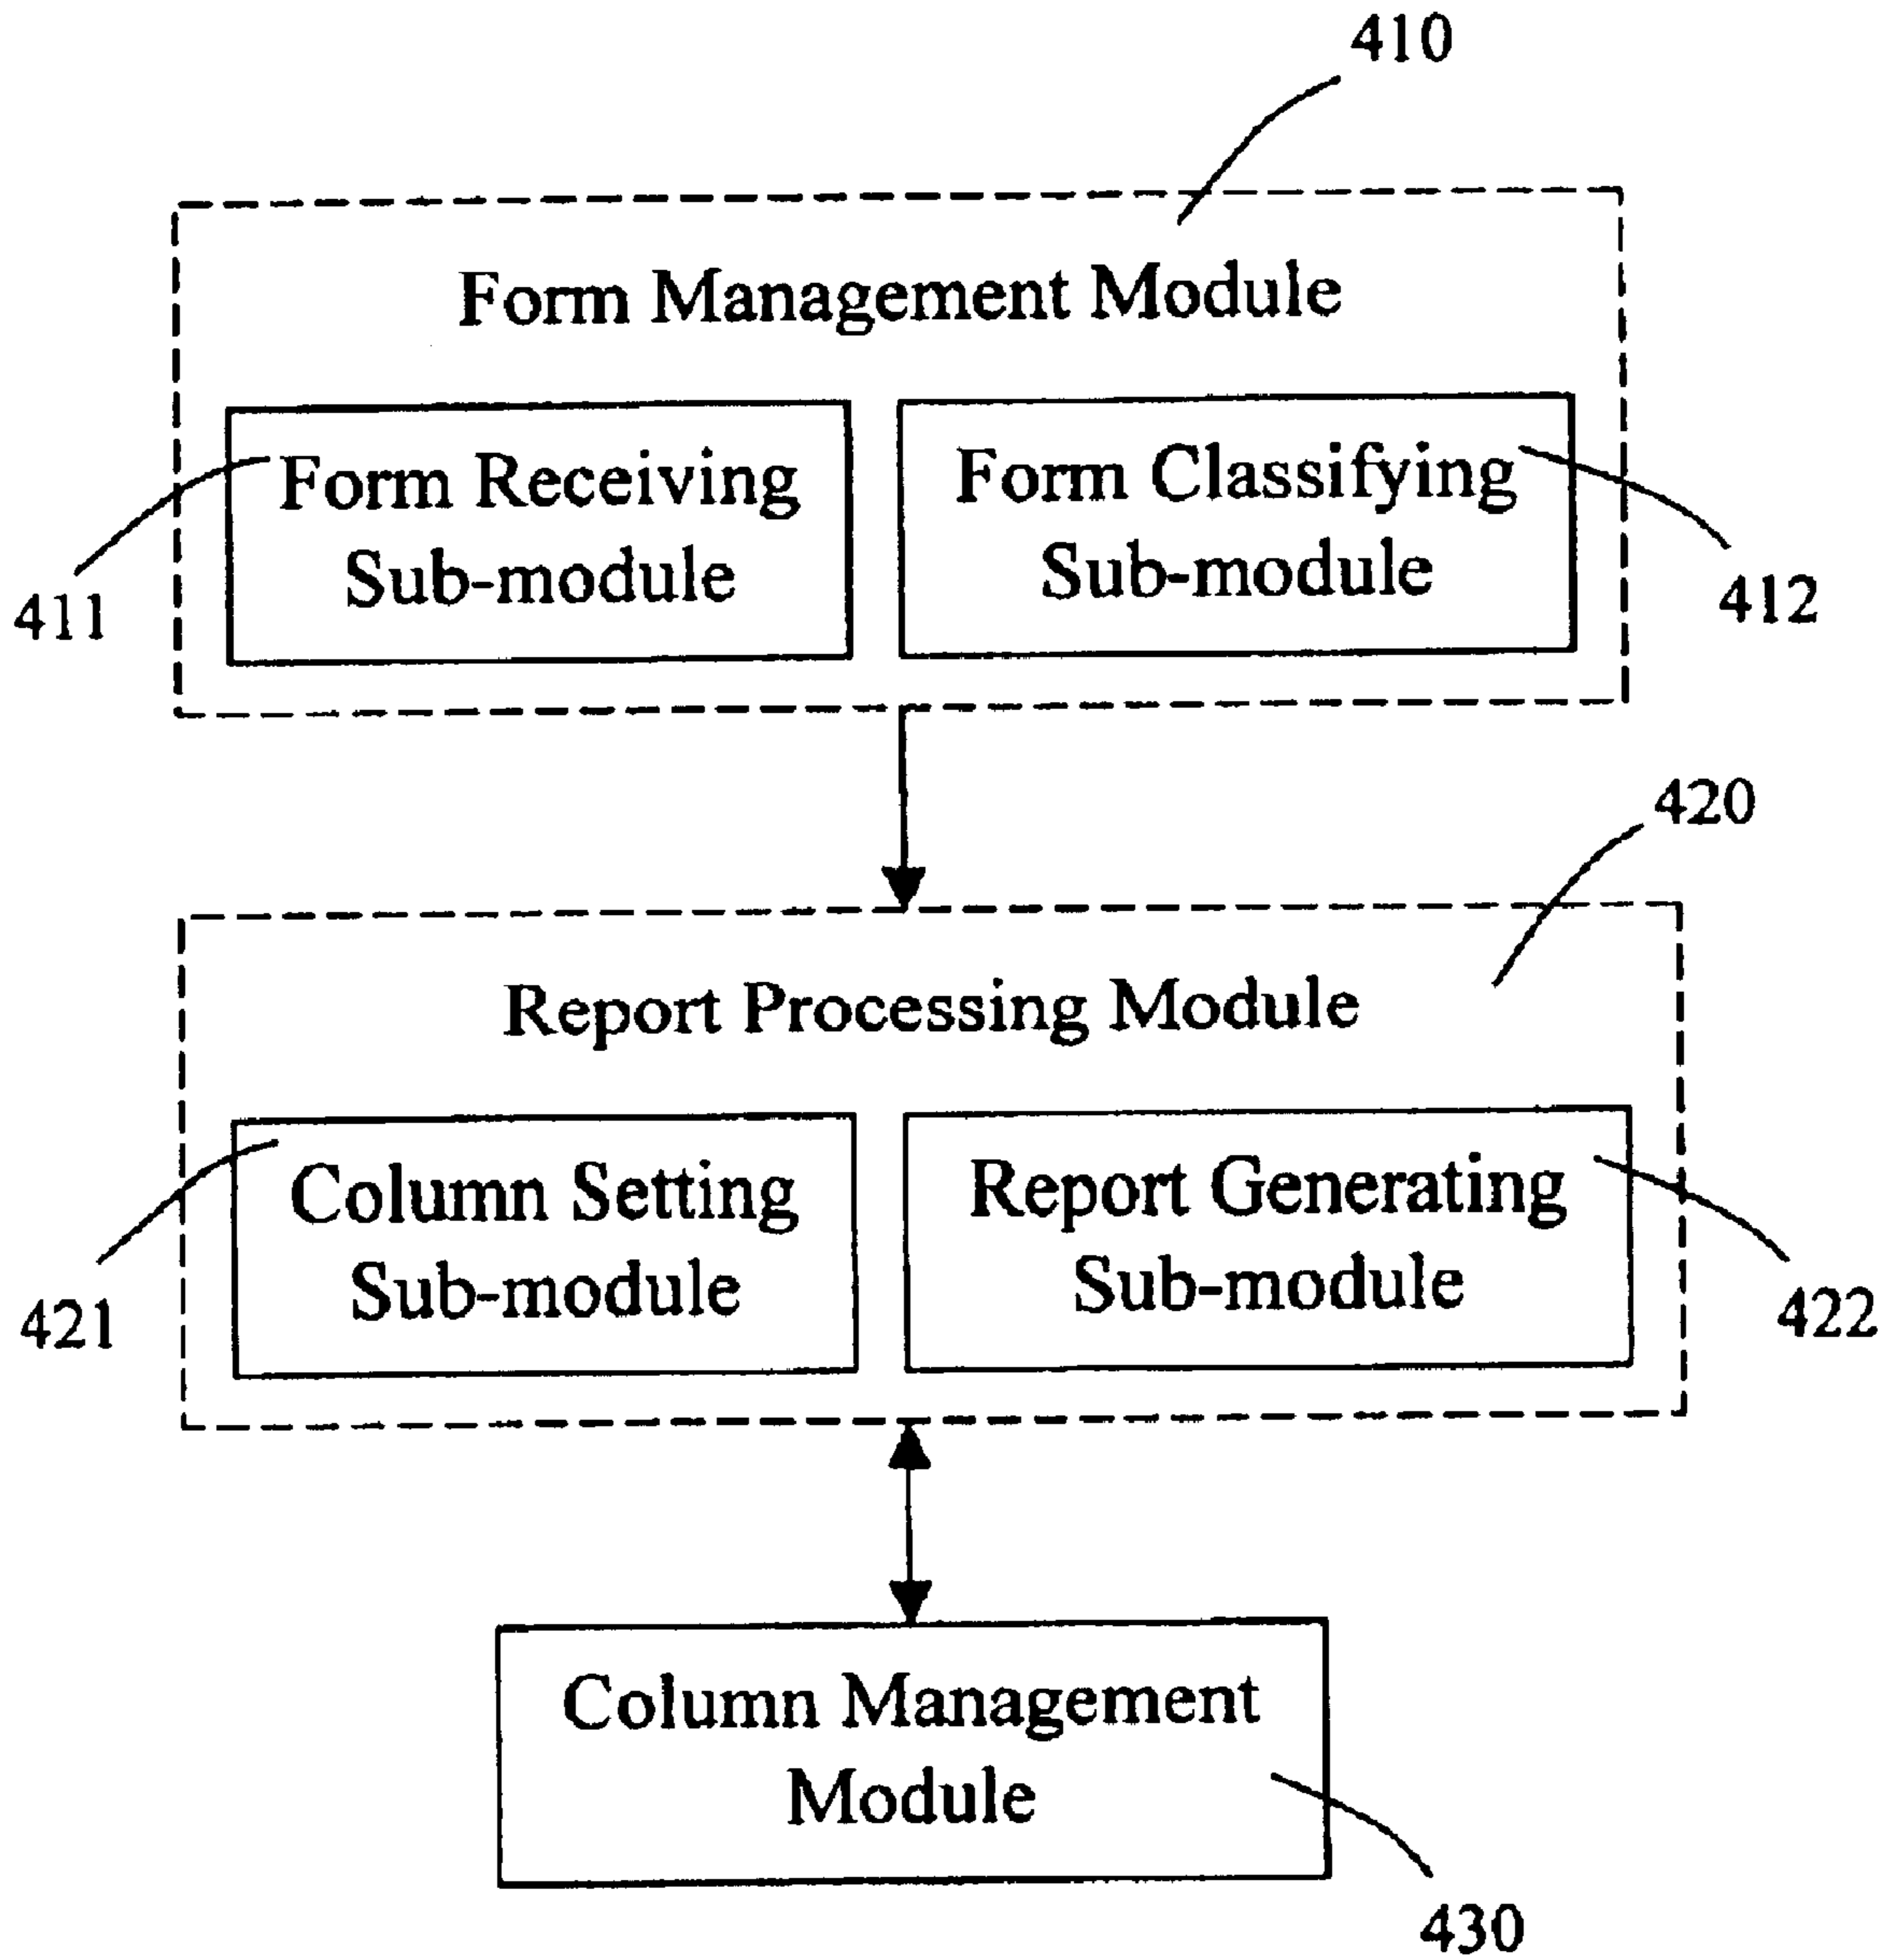 410
Form Management Module
Form Receiving
Sub-module
Form Classifying
Sub-module
411
412
420
Report Processing Module
Column Setting
Sub-module
Report Generating
Sub-module
421
422
Column Management
Module
430